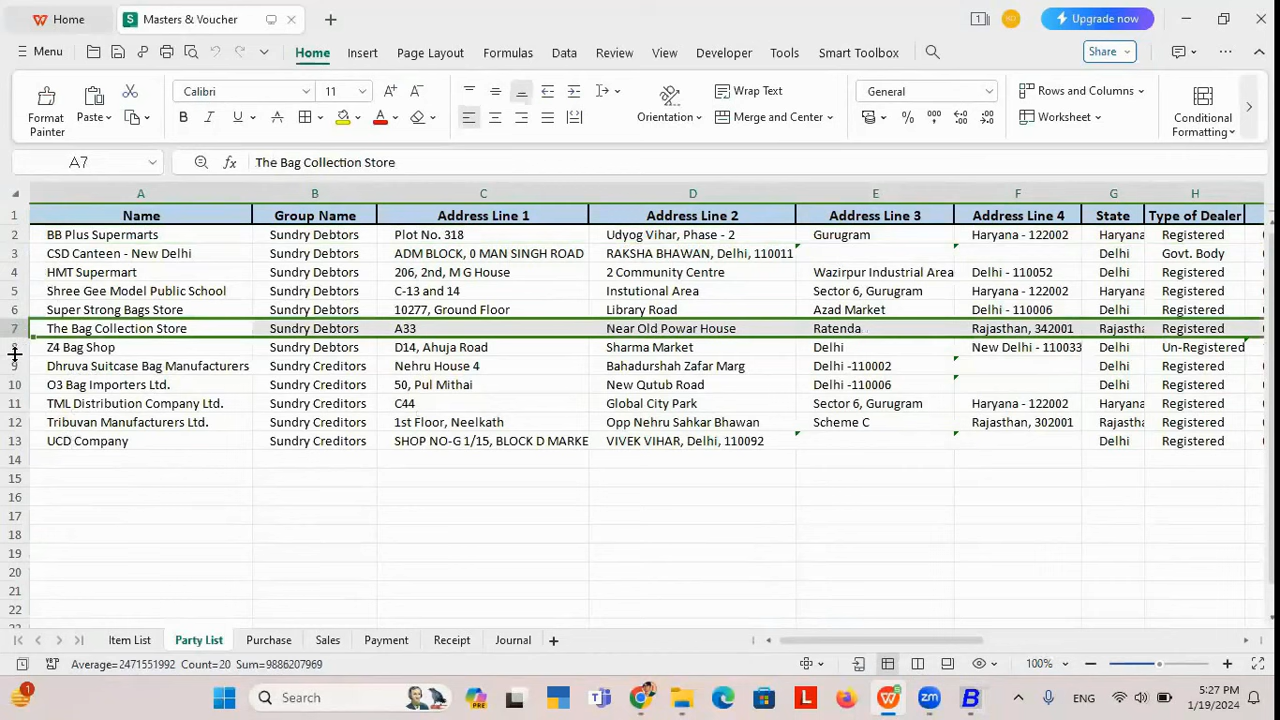 Home Masters & Voucher + 1 Upgrade now
Menu Home Insert Formulas Page Layout Data Review View Developer Tools Smart Toolbox Share
Calibri 11 Wrap Text General Rows and Columns
Format Painter Paste B I U A Orientation Merge and Center % Worksheet Conditional Formatting
A7 fx The Bag Collection Store
A B C D E F G H
1 Name Group Name Address Line 1 Address Line 2 Address Line 3 Address Line 4 State Type of Dealer
2 BB Plus Supermarts Sundry Debtors Plot No. 318 Udyog Vihar, Phase - 2 Gurugram Haryana - 122002 Haryana Registered
3 CSD Canteen - New Delhi Sundry Debtors ADM BLOCK, 0 MAN SINGH ROAD RAKSHA BHAWAN, Delhi, 110011 Delhi Govt. Body
4 HMT Supermart Sundry Debtors 206, 2nd, M G House 2 Community Centre Wazirpur Industrial Area Delhi - 110052 Delhi Registered
5 Shree Gee Model Public School Sundry Debtors C-13 and 14 Instutional Area Sector 6, Gurugram Haryana - 122002 Haryana Registered
6 Super Strong Bags Store Sundry Debtors 10277, Ground Floor Library Road Azad Market Delhi - 110006 Delhi Registered
7 The Bag Collection Store Sundry Debtors A33 Near Old Powar House Ratenda Rajasthan, 342001 Rajastha Registered
8 Z4 Bag Shop Sundry Debtors D14, Ahuja Road Sharma Market Delhi New Delhi - 110033 Delhi Un-Registered
9 Dhruva Suitcase Bag Manufacturers Sundry Creditors Nehru House 4 Bahadurshah Zafar Marg Delhi -110002 Delhi Registered
10 O3 Bag Importers Ltd. Sundry Creditors 50, Pul Mithai New Qutub Road Delhi -110006 Delhi Registered
11 TML Distribution Company Ltd. Sundry Creditors C44 Global City Park Sector 6, Gurugram Haryana - 122002 Haryana Registered
12 Tribuvan Manufacturers Ltd. Sundry Creditors 1st Floor, Neelkath Opp Nehru Sahkar Bhawan Scheme C Rajasthan, 302001 Rajastha Registered
13 UCD Company Sundry Creditors SHOP NO-G 1/15, BLOCK D MARKE VIVEK VIHAR, Delhi, 110092 Delhi Registered
14
15
16
17
18
19
20
21
22
Item List Party List Purchase Sales Payment Receipt Journal +
Average=2471551992 Count=20 Sum=9886207969 100%
1 Search PRE L zm B ENG 5:27 PM
1/19/2024